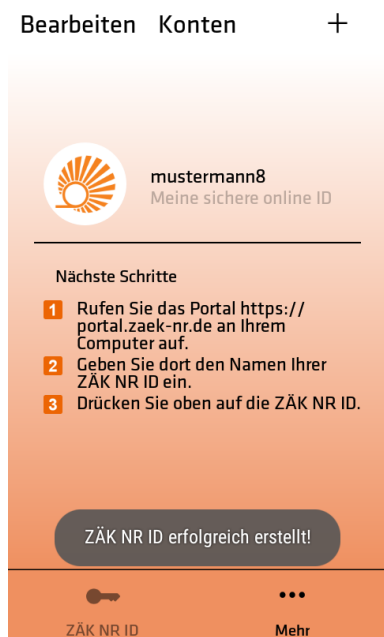 Bearbeiten Konten +
mustermann8
Meine sichere online ID
Nächste Schritte
1 Rufen Sie das Portal https://
portal.zaek-nr.de an Ihrem
Computer auf.
2 Geben Sie dort den Namen Ihrer
ZÄK NR ID ein.
3 Drücken Sie oben auf die ZÄK NR ID.
ZÄK NR ID erfolgreich erstellt!
ZÄK NR ID Mehr